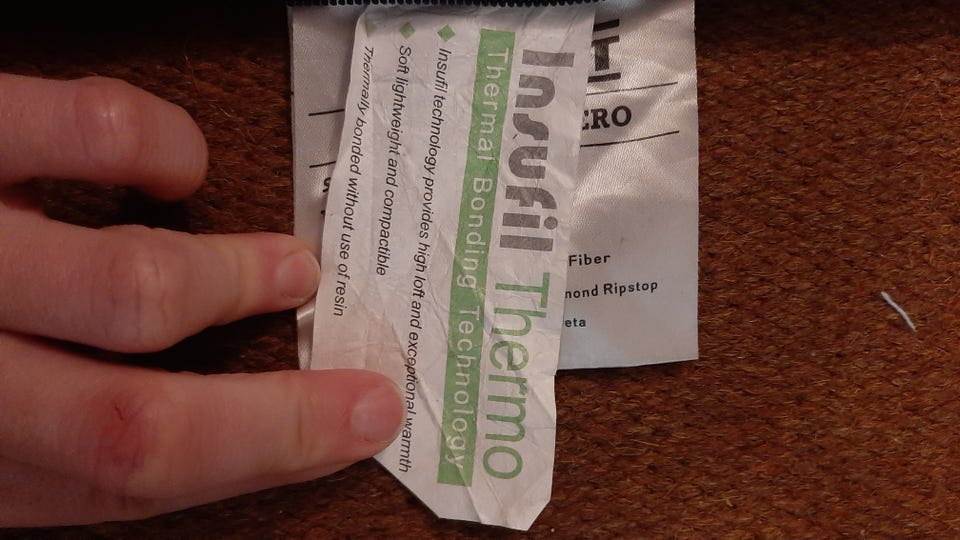 Insufil Thermo
Thermal Bonding Technology
Insufil technology provides high loft and exceptional warmth
Soft lightweight and compactible
Thermally bonded without use of resin
T
ERO
Fiber
mond Ripstop
eta